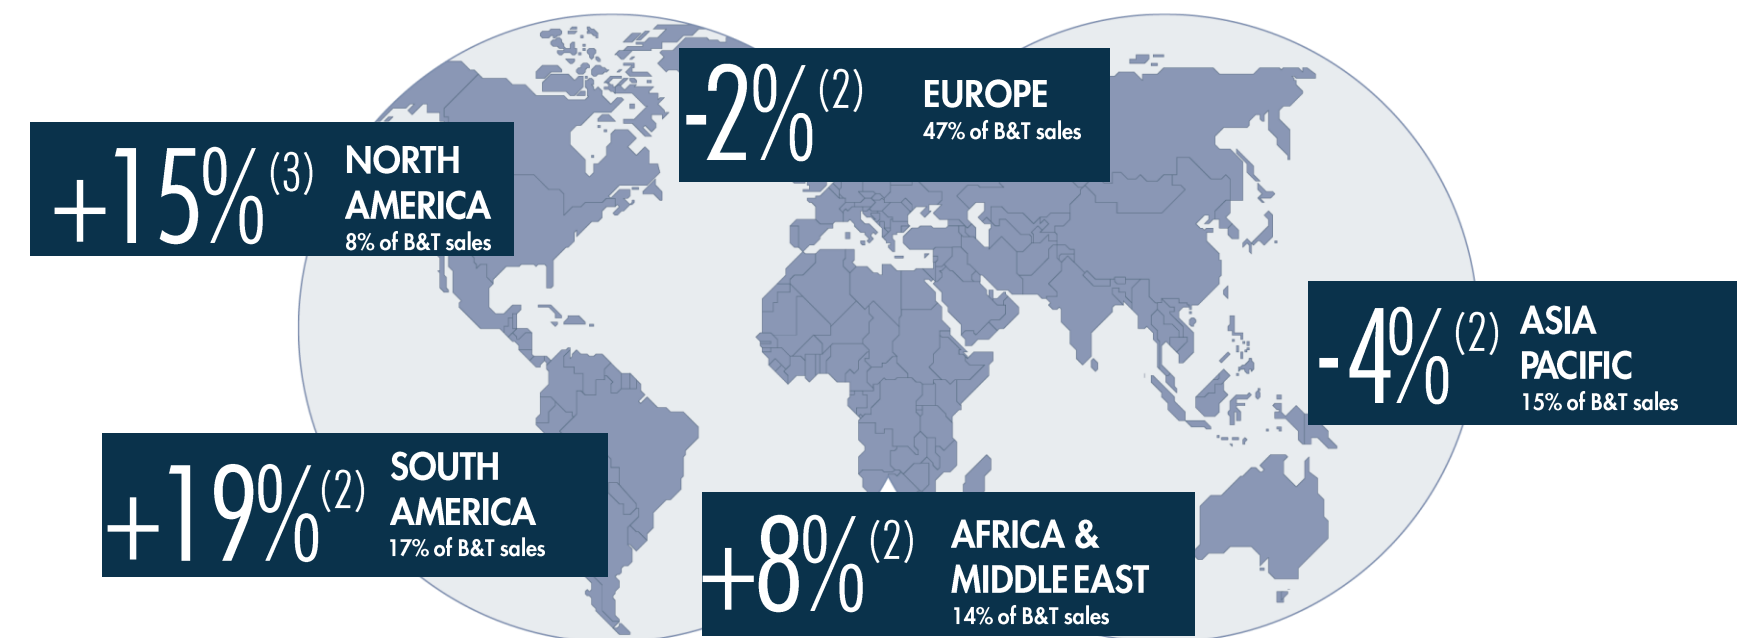 -2%(2)
EUROPE
47% of B&T sales
+15%(3)
NORTH
AMERICA
8% of B&T sales
-4%(2)
ASIA
PACIFIC
15% of B&T sales
+19%(2)
SOUTH
AMERICA
17% of B&T sales
+8%(2)
AFRICA &
MIDDLE EAST
14% of B&T sales